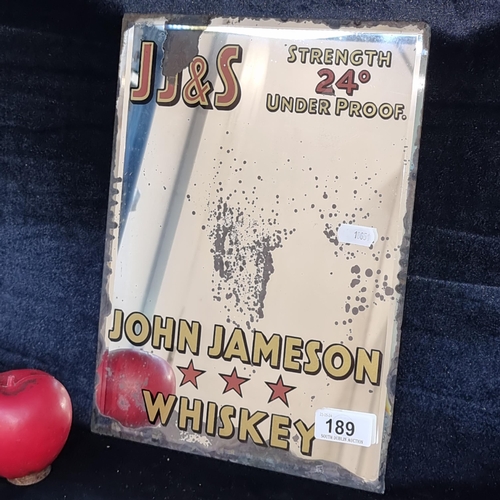 JJ&S
STRENGTH
24°
UNDER PROOF.
JOHN JAMESON
WHISKEY
189